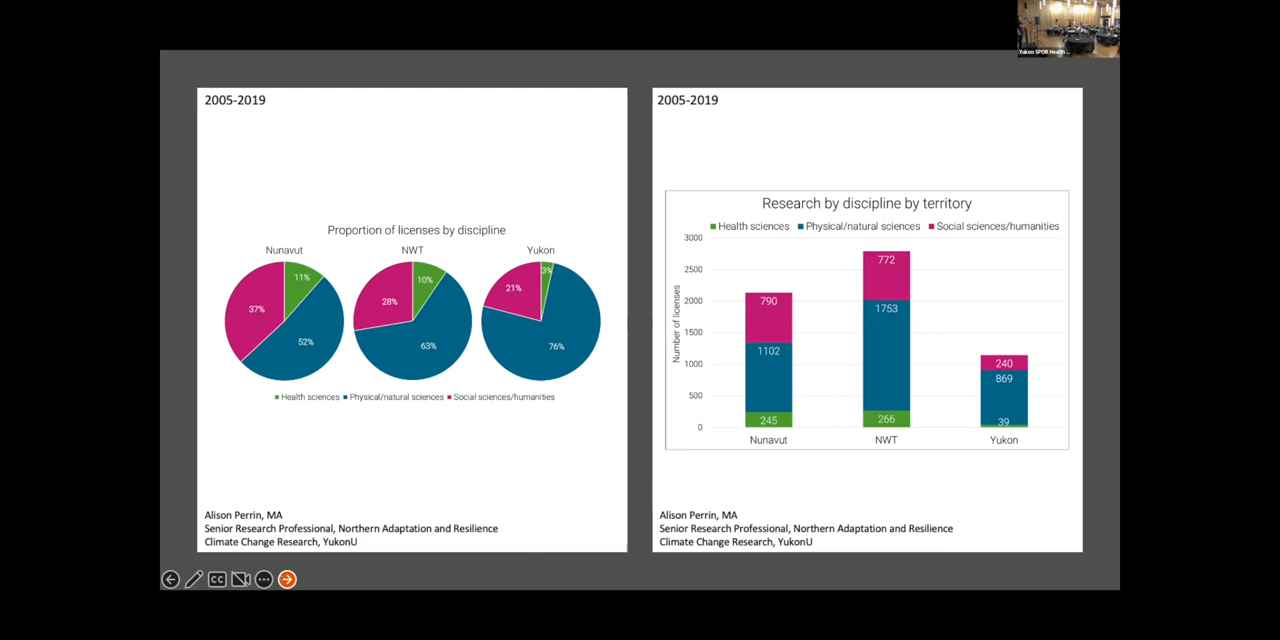 Yukon SPOR Health ...
2005-2019
Proportion of licenses by discipline
Nunavut NWT Yukon
11% 37% 52%
10% 28% 63%
3% 21% 76%
Health sciences Physical/natural sciences Social sciences/humanities
Alison Perrin, MA
Senior Research Professional, Northern Adaptation and Resilience
Climate Change Research, YukonU
2005-2019
Research by discipline by territory
Health sciences Physical/natural sciences Social sciences/humanities
Number of licenses
3000
2500
2000
1500
1000
500
0
790
1102
245
772
1753
266
240
869
39
Nunavut NWT Yukon
Alison Perrin, MA
Senior Research Professional, Northern Adaptation and Resilience
Climate Change Research, YukonU
CC